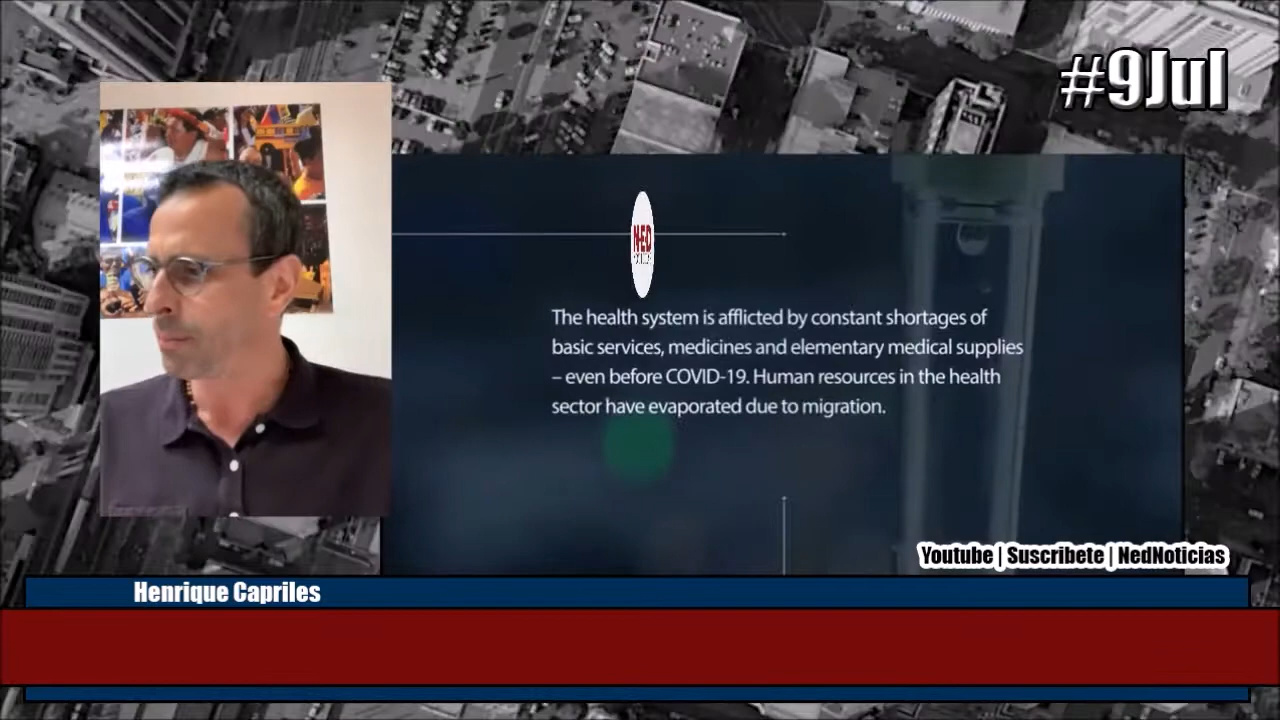 #9Jul
NED
The health system is afflicted by constant shortages of
basic services, medicines and elementary medical supplies
– even before COVID-19. Human resources in the health
sector have evaporated due to migration.
Youtube | Suscribete | NedNoticias
Henrique Capriles